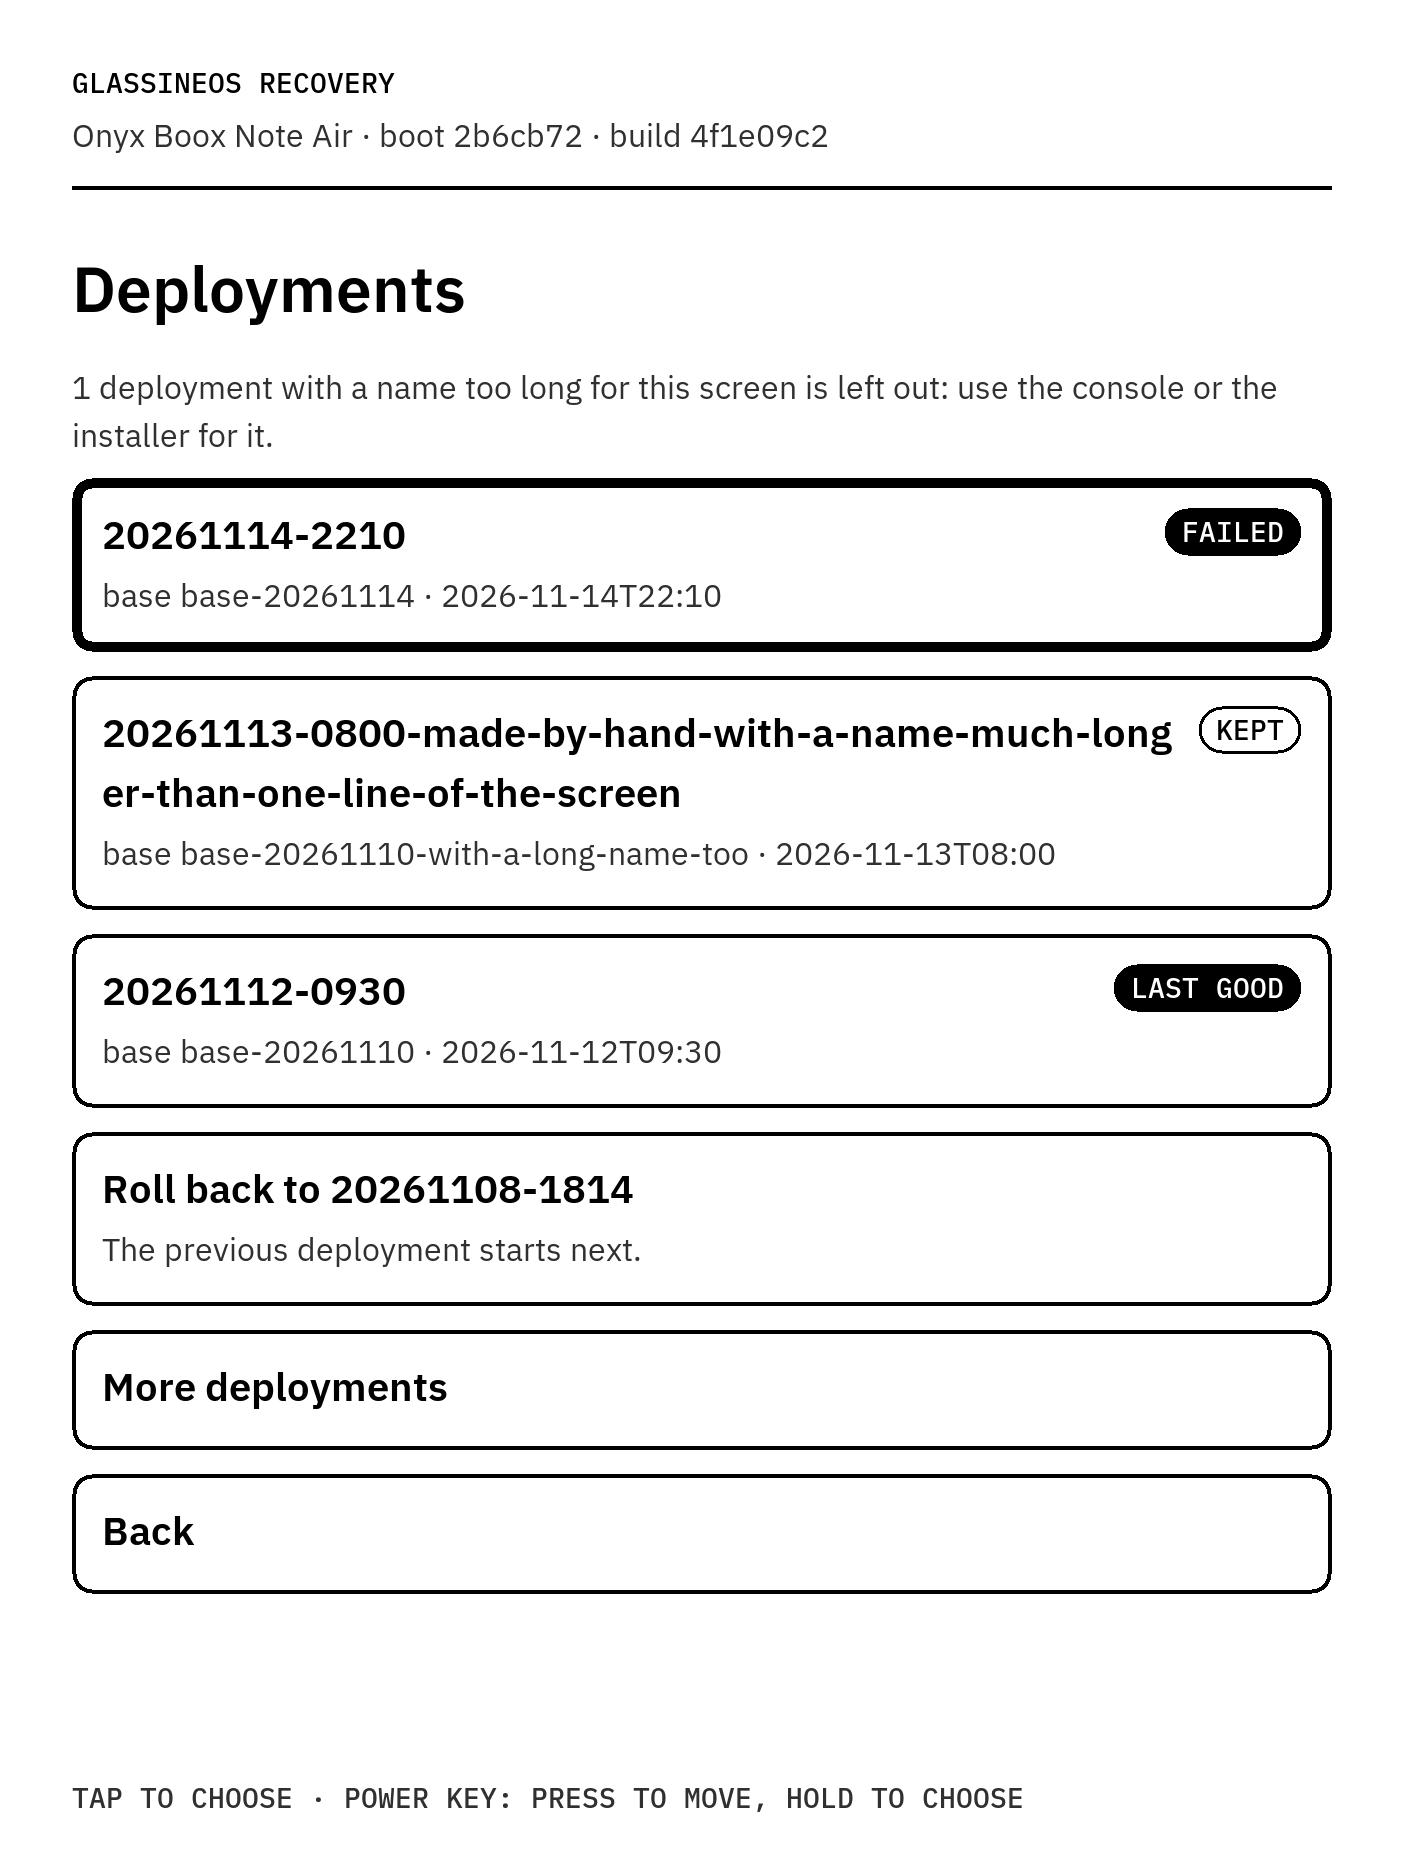 GLASSINEOS RECOVERY
Onyx Boox Note Air · boot 2b6cb72 · build 4f1e09c2
Deployments
1 deployment with a name too long for this screen is left out: use the console or the
installer for it.
20261114-2210 FAILED
base base-20261114 · 2026-11-14T22:10
20261113-0800-made-by-hand-with-a-name-much-long KEPT
er-than-one-line-of-the-screen
base base-20261110-with-a-long-name-too · 2026-11-13T08:00
20261112-0930 LAST GOOD
base base-20261110 · 2026-11-12T09:30
Roll back to 20261108-1814
The previous deployment starts next.
More deployments
Back
TAP TO CHOOSE · POWER KEY: PRESS TO MOVE, HOLD TO CHOOSE